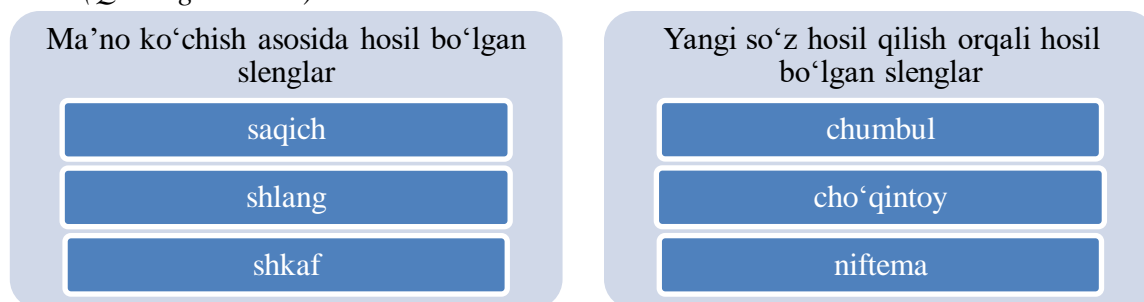 Ma’no ko‘chish asosida hosil bo‘lgan
slenglar
saqich
shlang
shkaf
Yangi so‘z hosil qilish orqali hosil
bo‘lgan slenglar
chumbul
cho‘qintoy
niftema